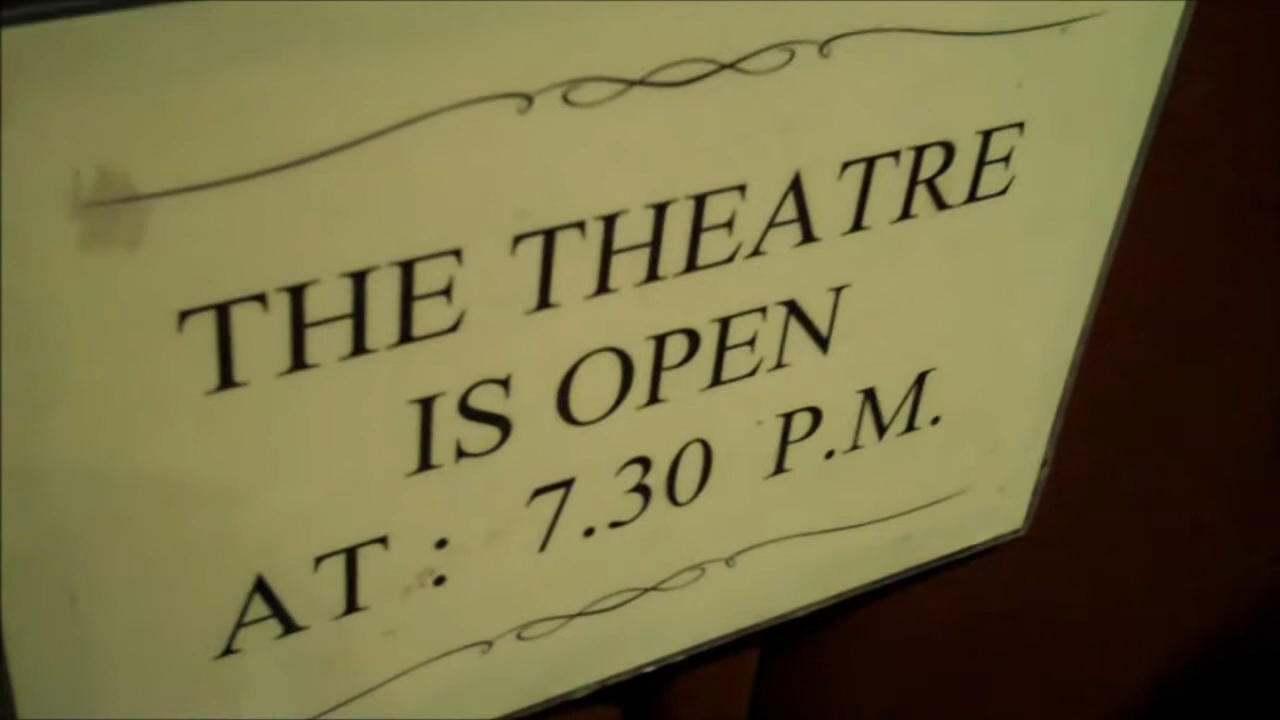 THE THEATRE
IS OPEN
AT : 7.30 P.M.